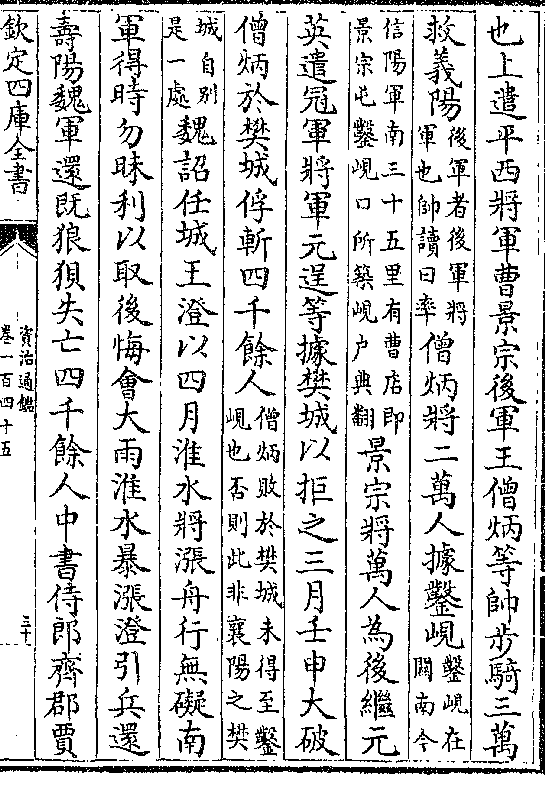 也上遣平西將軍曹景宗後軍王僧炳等帥步騎三萬
救義陽後軍者後軍將軍也帥讀曰率僧炳將二萬人據鑿峴鑿峴在闗南今
信陽軍南三十五里有曹店即景宗屯鑿峴口所築峴户典翻景宗將萬人為後繼元
英遣冠軍將軍元逞等據樊城以拒之三月壬申大破
僧炳於樊城俘斬四千餘人僧炳敗於樊城未得至鑿峴也否則此非襄陽之樊
城自别是一處魏詔任城王澄以四月淮水將漲舟行無礙南
軍得時勿昧利以取後悔會大雨淮水暴漲澄引兵還
壽陽魏軍還既狼狽失亡四千餘人中書侍郎齊郡賈
欽定四庫全書
資治通鑑
卷一百四十五
三十